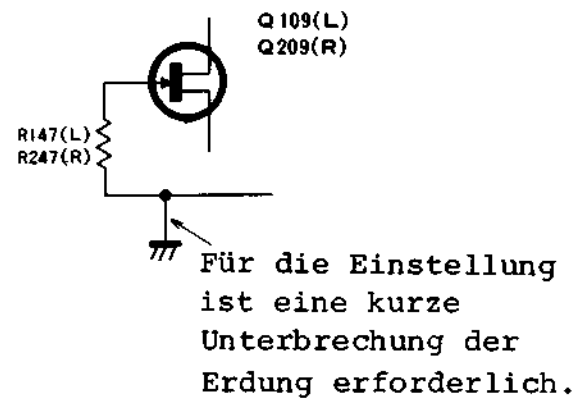 Q109(L)
Q209(R)
R147(L)
R247(R)
Für die Einstellung
ist eine kurze
Unterbrechung der
Erdung erforderlich.